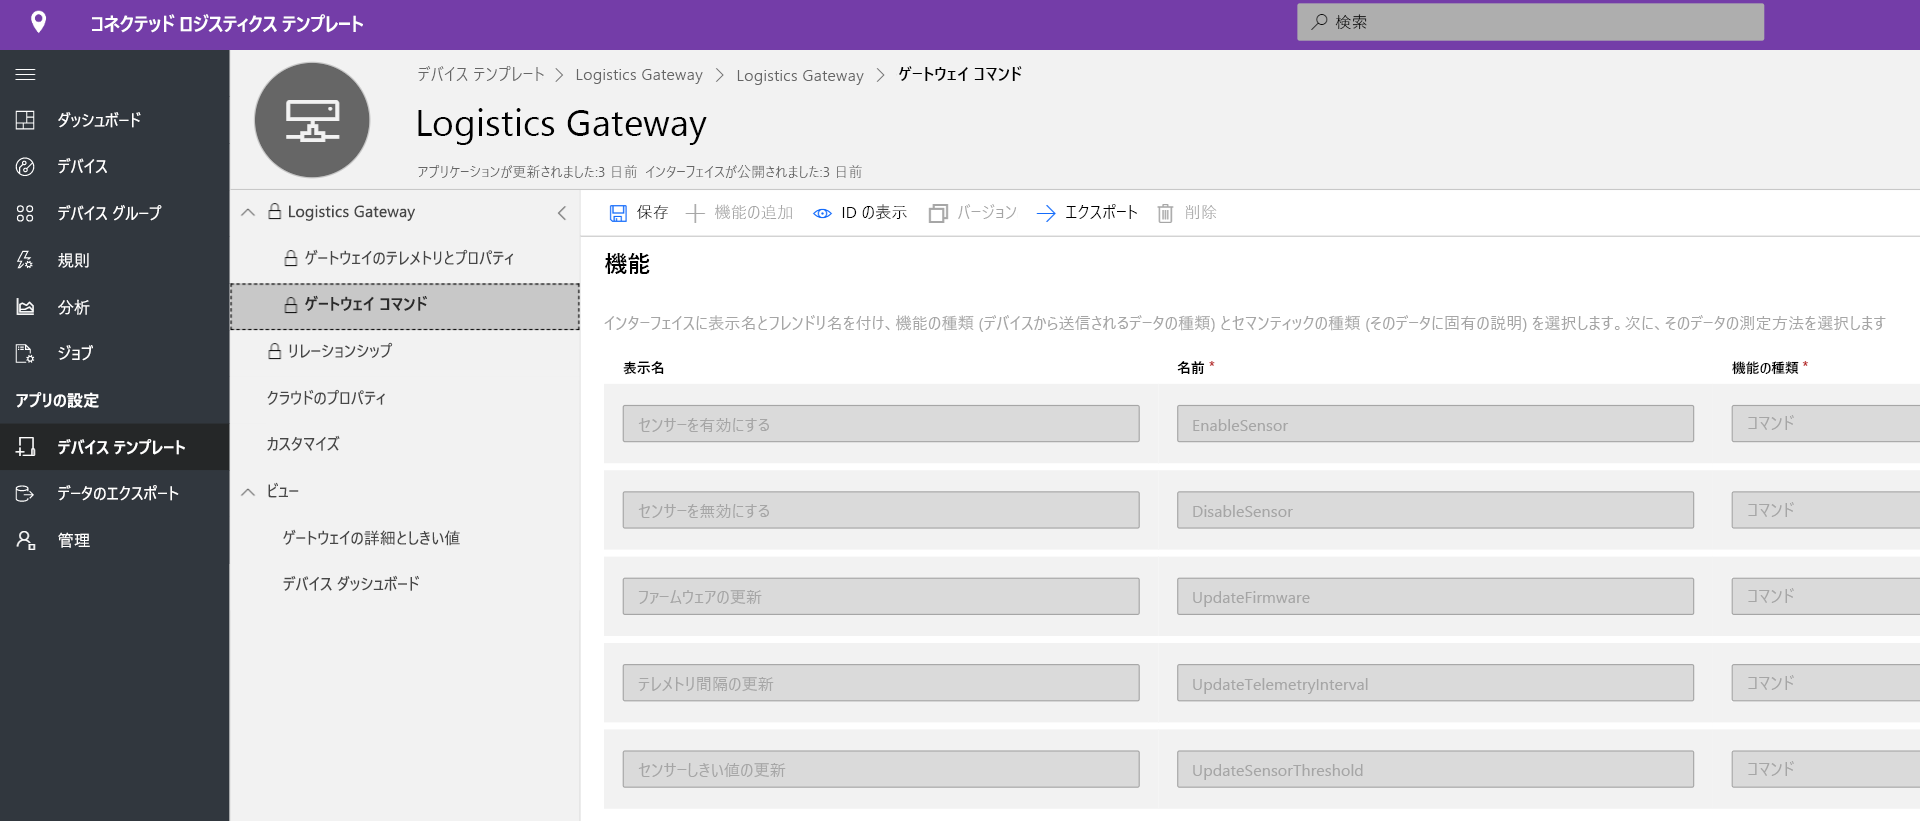 コネクテッド ロジスティクス テンプレート
検索
ダッシュボード
デバイス
デバイス グループ
規則
分析
ジョブ
アプリの設定
デバイス テンプレート
データのエクスポート
管理
デバイス テンプレート > Logistics Gateway > Logistics Gateway > ゲートウェイ コマンド
Logistics Gateway
アプリケーションが更新されました:3 日前 インターフェイスが公開されました:3 日前
Logistics Gateway
ゲートウェイのテレメトリとプロパティ
ゲートウェイ コマンド
リレーションシップ
クラウドのプロパティ
カスタマイズ
ビュー
ゲートウェイの詳細としきい値
デバイス ダッシュボード
保存 機能の追加 ID の表示 バージョン エクスポート 削除
機能
インターフェイスに表示名とフレンドリ名を付け、機能の種類 (デバイスから送信されるデータの種類) とセマンティックの種類 (そのデータに固有の説明) を選択します。次に、そのデータの測定方法を選択します
表示名 名前 * 機能の種類 *
センサーを有効にする EnableSensor コマンド
センサーを無効にする DisableSensor コマンド
ファームウェアの更新 UpdateFirmware コマンド
テレメトリ間隔の更新 UpdateTelemetryInterval コマンド
センサーしきい値の更新 UpdateSensorThreshold コマンド